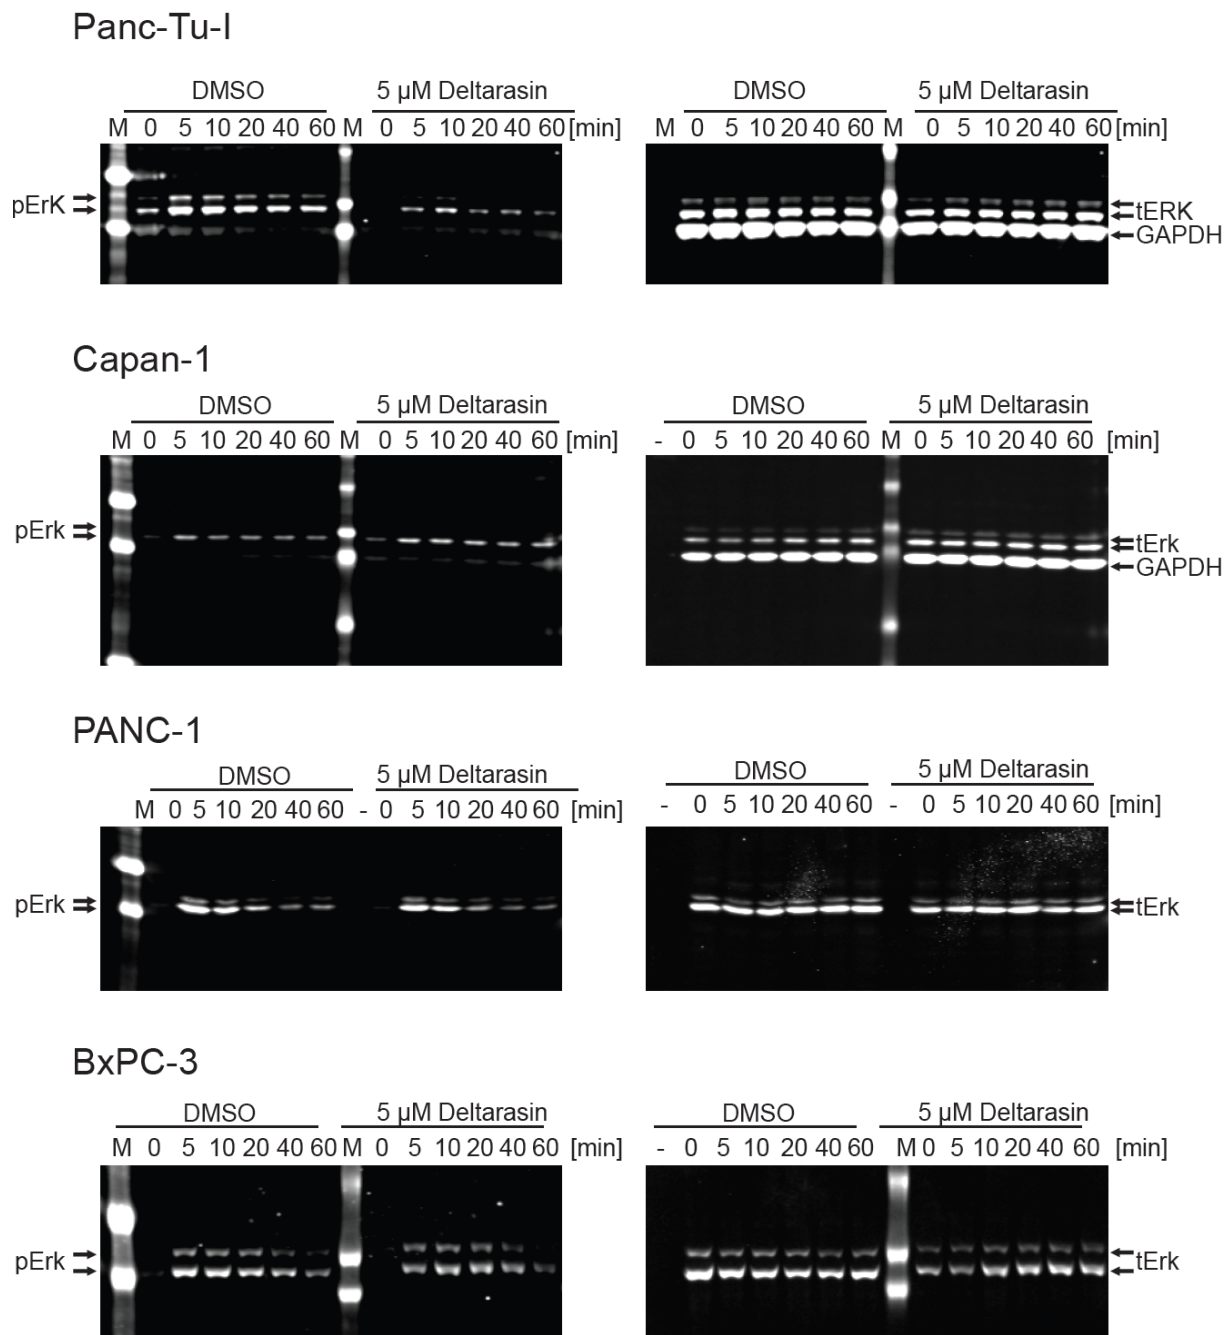 Panc-Tu-I
DMSO 5 µM Deltarasin DMSO 5 µM Deltarasin
M 0 5 10 20 40 60 M 0 5 10 20 40 60 [min] M 0 5 10 20 40 60 M 0 5 10 20 40 60 [min]
pErK tERK
GAPDH
Capan-1
DMSO 5 µM Deltarasin DMSO 5 µM Deltarasin
M 0 5 10 20 40 60 M 0 5 10 20 40 60 [min] - 0 5 10 20 40 60 M 0 5 10 20 40 60 [min]
pErk tErk
GAPDH
PANC-1
DMSO 5 µM Deltarasin DMSO 5 µM Deltarasin
M 0 5 10 20 40 60 - 0 5 10 20 40 60 [min] - 0 5 10 20 40 60 - 0 5 10 20 40 60 [min]
pErk tErk
BxPC-3
DMSO 5 µM Deltarasin DMSO 5 µM Deltarasin
M 0 5 10 20 40 60 M 0 5 10 20 40 60 [min] - 0 5 10 20 40 60 M 0 5 10 20 40 60 [min]
pErk tErk